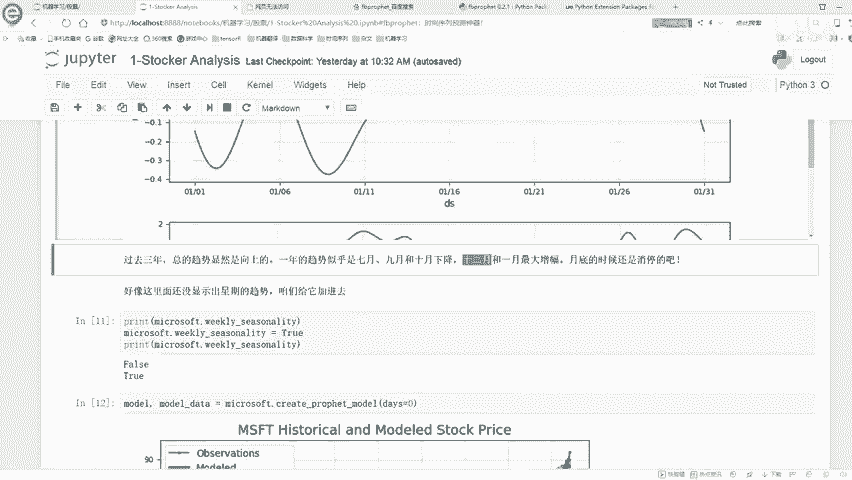 机器学习/股票/
1-Stocker Analysis
网页无法访问
fbprophet_百度搜索
fbprophet 0.2.1 : Python Pack
Python Extension Packages fo
http://localhost:8888/notebooks/机器学习/股票/1-Stocker%20Analysis%20.ipynb#fbprophet：时间序列预测神器！
点此搜索
收藏
手机收藏夹
谷歌
网址大全
360搜索
游戏中心
tensorfl
机器翻译
数据科学
时间序列
杂文
机器学习
jupyter 1-Stocker Analysis Last Checkpoint: Yesterday at 10:32 AM (autosaved)
Logout
File Edit View Insert Cell Kernel Widgets Help
Not Trusted
Python 3
Markdown
−0.1
−0.2
−0.3
−0.4
01/01 01/06 01/11 01/16 01/21 01/26 01/31
ds
2
好像这里面还没显示出星期的趋势，咱们给它加进去
过去三年，总的趋势显然是向上的。一年的趋势似乎是七月、九月和十月下降，
和一月最大增幅。月底的时候还是消停的吧！
In [11]:
print(microsoft.weekly_seasonality)
microsoft.weekly_seasonality = True
print(microsoft.weekly_seasonality)
False
True
In [12]: model, model_data = microsoft.create_prophet_model(days=0)
MSFT Historical and Modeled Stock Price
90
Observations
Modeled
下载